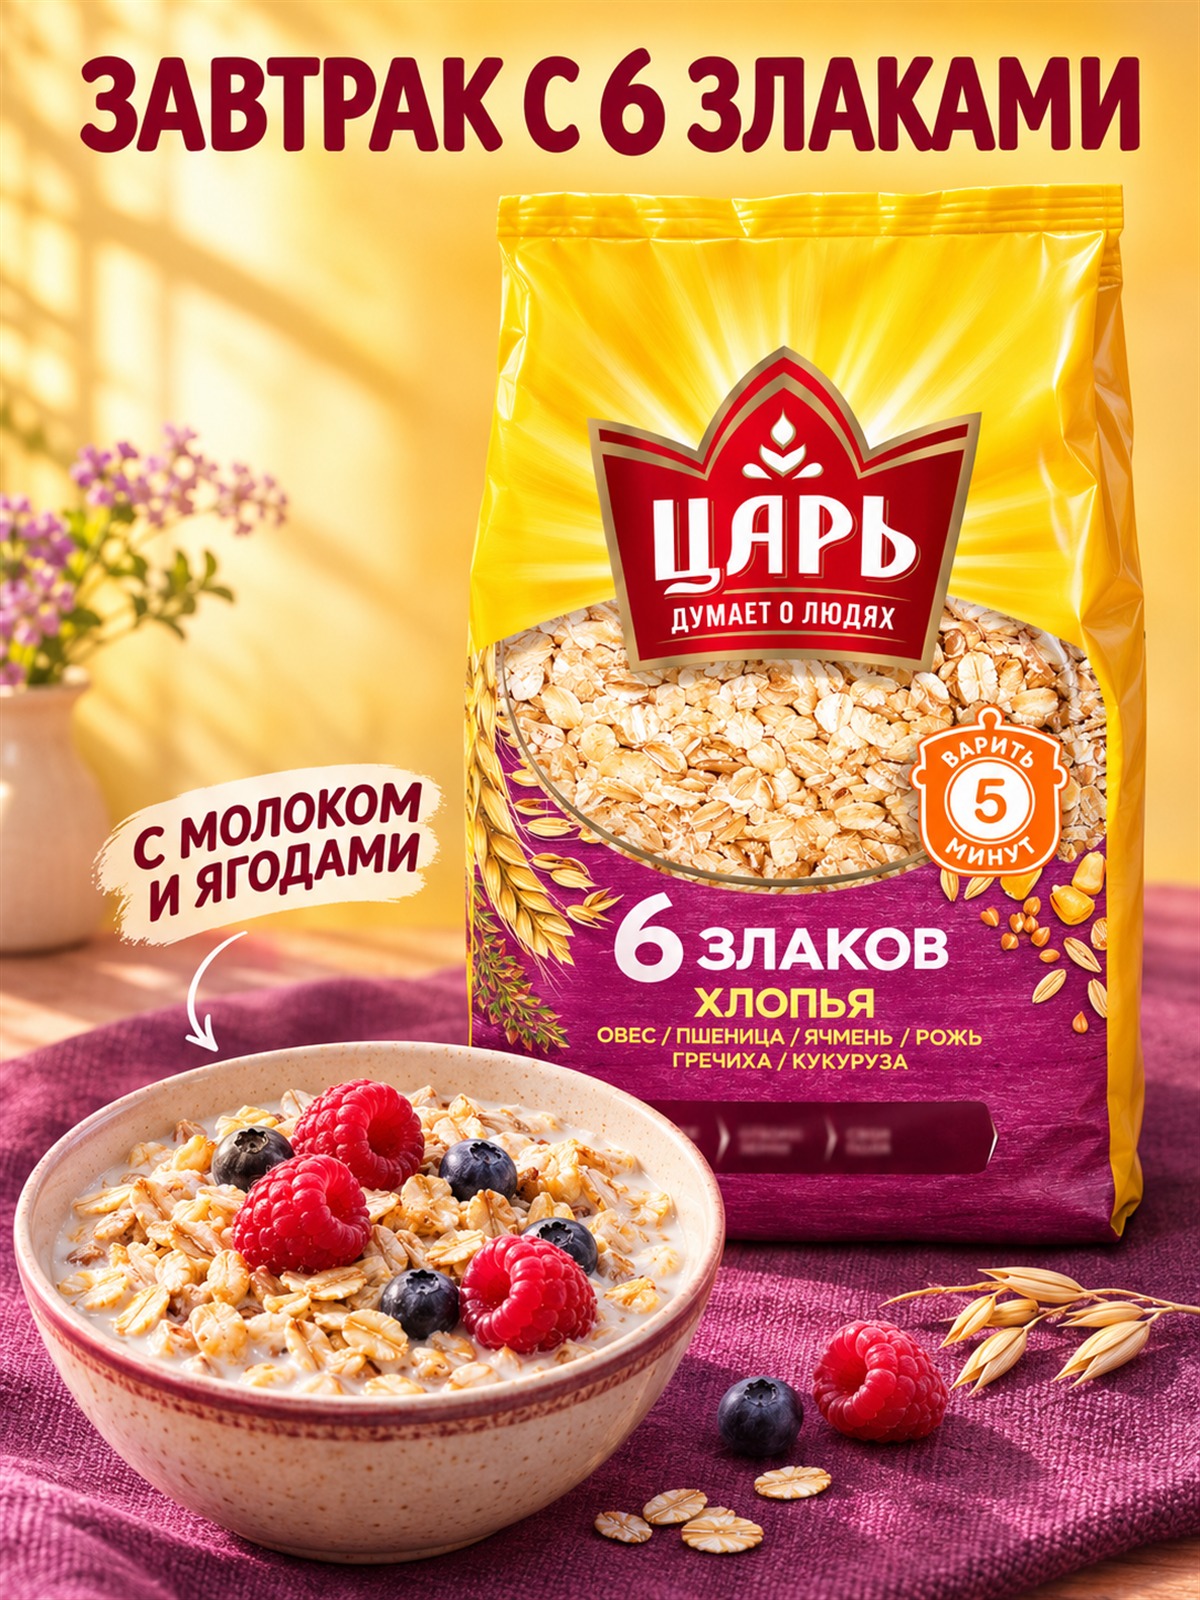 ЗАВТРАК С 6 ЗЛАКАМИ
ЦАРЬ
ДУМАЕТ О ЛЮДЯХ
ВАРИТЬ
5
МИНУТ
С МОЛОКОМ
И ЯГОДАМИ
6 ЗЛАКОВ
ХЛОПЬЯ
ОВЕС / ПШЕНИЦА / ЯЧМЕНЬ / РОЖЬ
ГРЕЧИХА / КУКУРУЗА